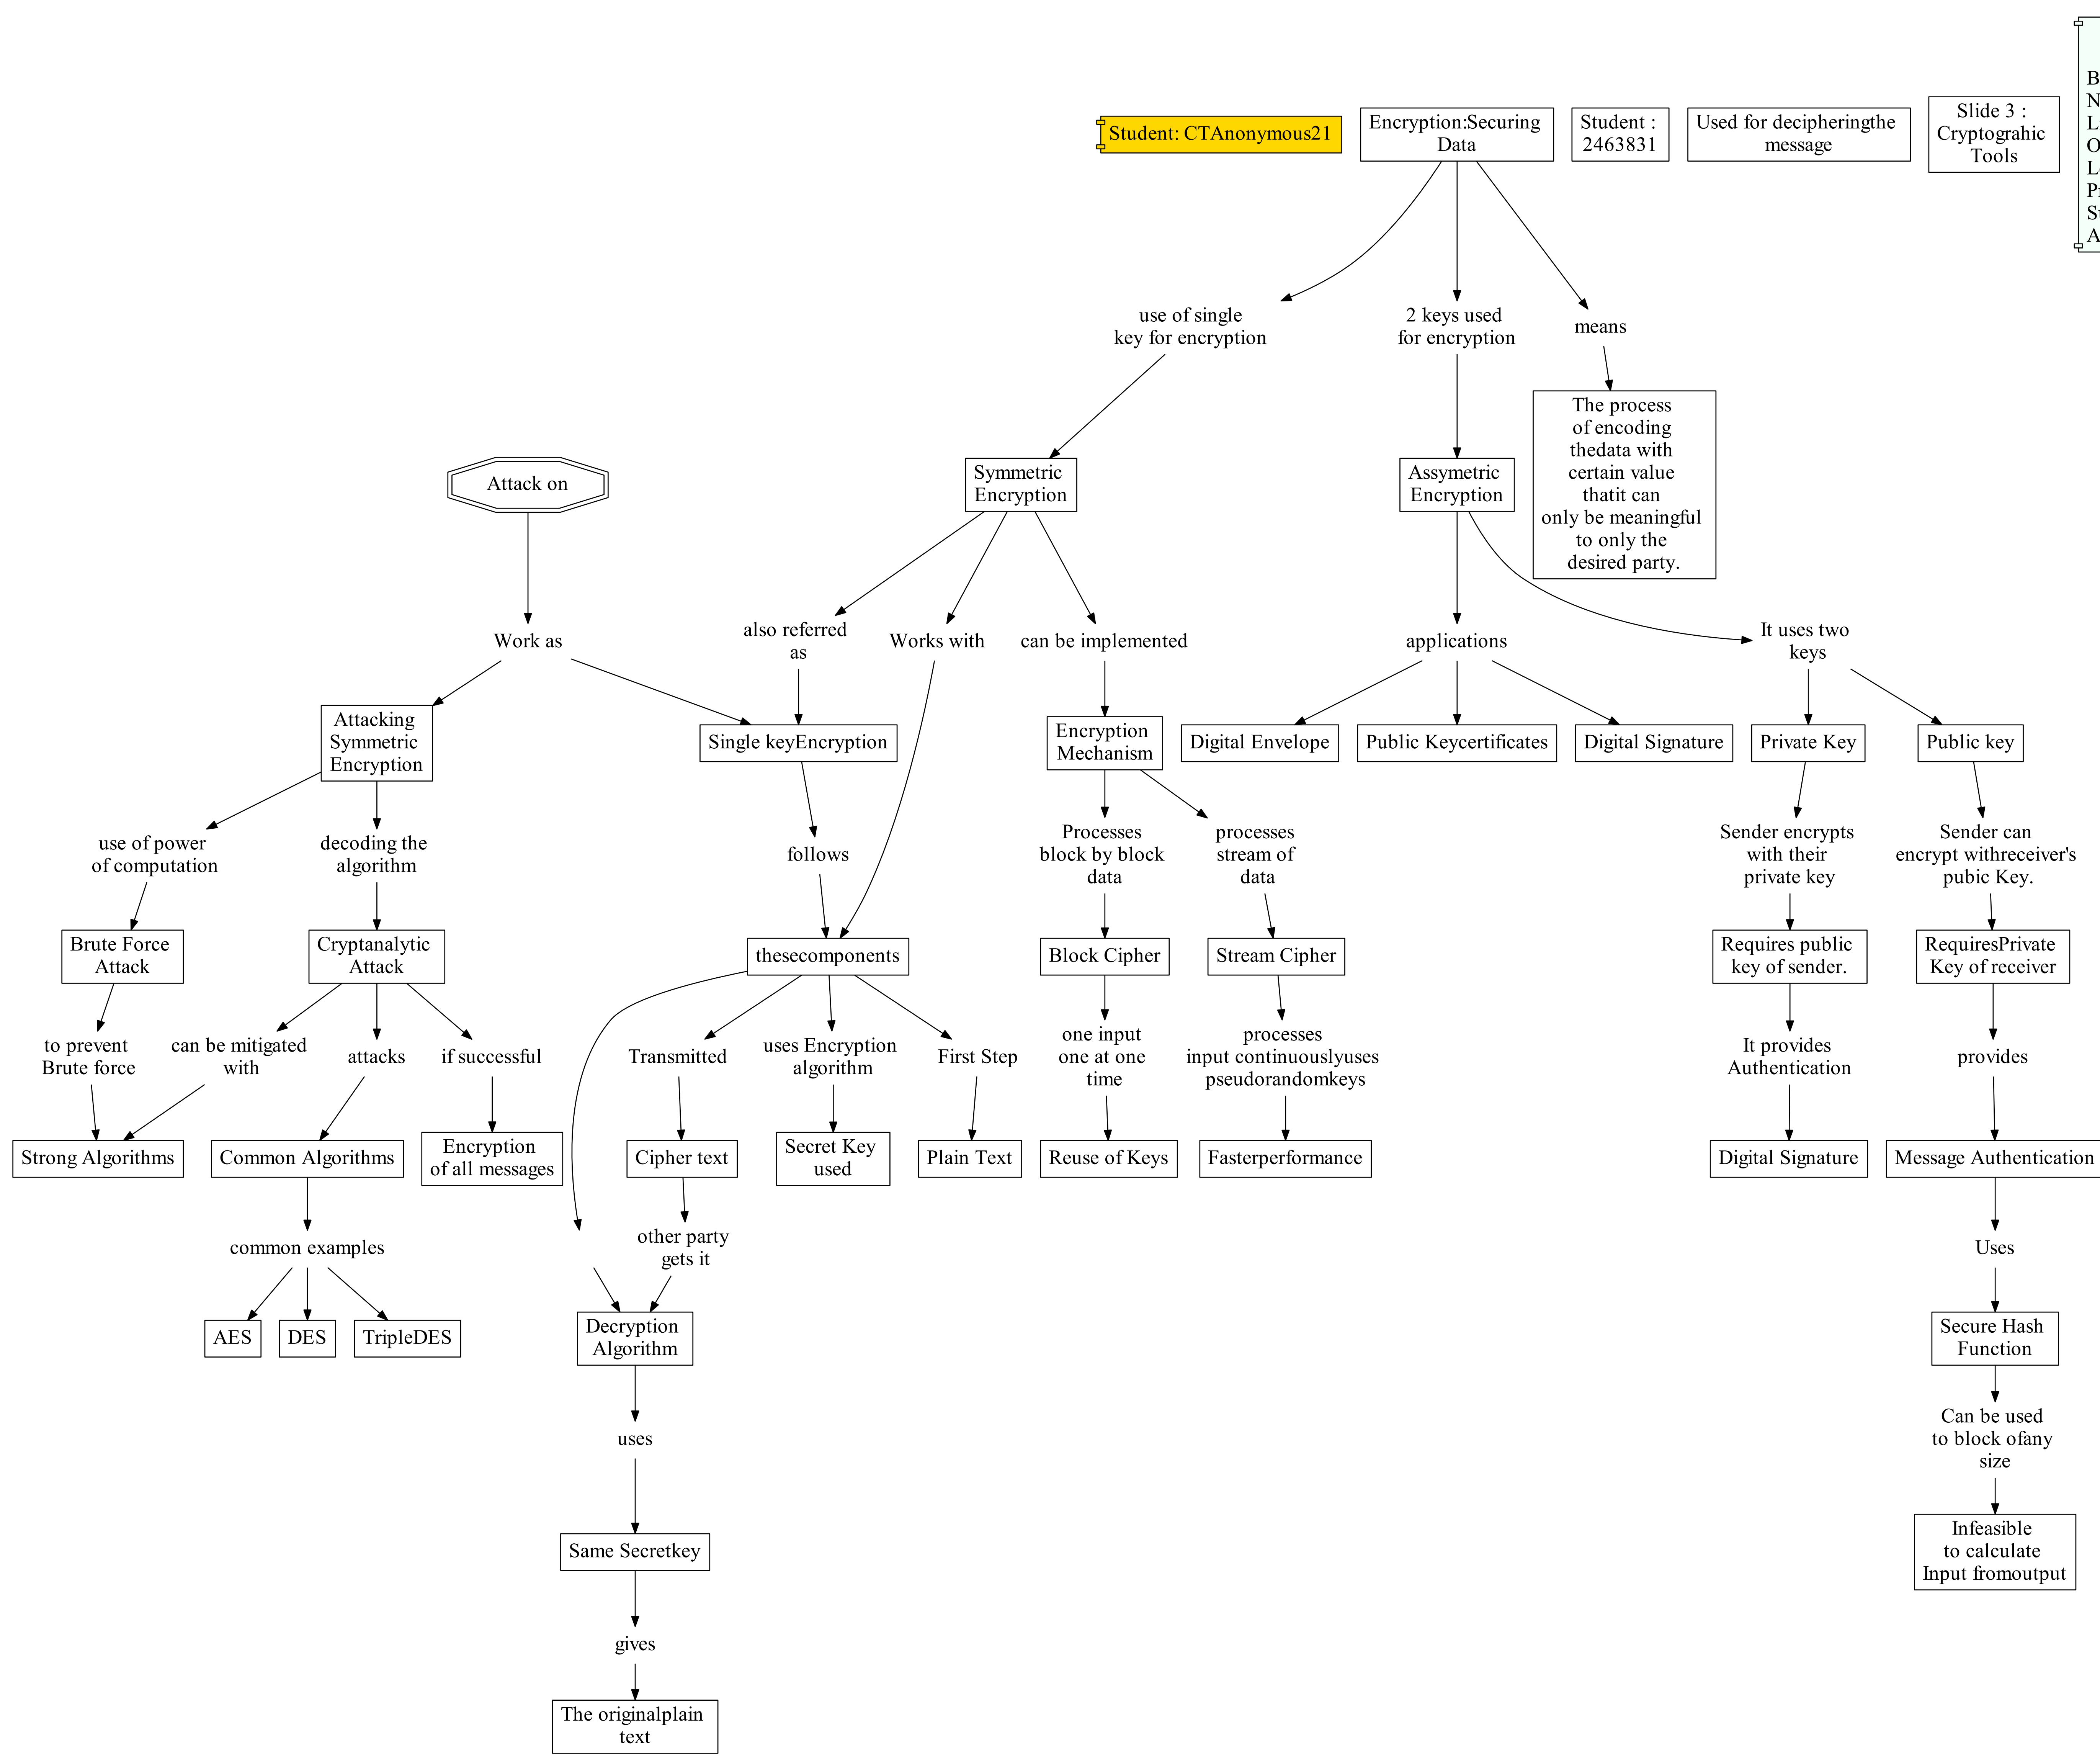 Student: CTAnonymous21
Encryption:Securing
Data
Student :
2463831
Used for decipheringthe
message
Slide 3 :
Cryptograhic
Tools
use of single
key for encryption
2 keys used
for encryption
means
The process
of encoding
thedata with
certain value
thatit can
only be meaningful
to only the
desired party.
Attack on
Symmetric
Encryption
Assymetric
Encryption
Work as
also referred
as
Works with
can be implemented
applications
It uses two
keys
Attacking
Symmetric
Encryption
Single keyEncryption
Encryption
Mechanism
Digital Envelope
Public Keycertificates
Digital Signature
Private Key
Public key
use of power
of computation
decoding the
algorithm
follows
Processes
block by block
data
processes
stream of
data
Sender encrypts
with their
private key
Sender can
encrypt withreceiver's
pubic Key.
Brute Force
Attack
Cryptanalytic
Attack
thesecomponents
Block Cipher
Stream Cipher
Requires public
key of sender.
RequiresPrivate
Key of receiver
to prevent
Brute force
can be mitigated
with
attacks
if successful
Transmitted
uses Encryption
algorithm
First Step
one input
one at one
time
processes
input continuouslyuses
pseudorandomkeys
It provides
Authentication
provides
Strong Algorithms
Common Algorithms
Encryption
of all messages
Cipher text
Secret Key
used
Plain Text
Reuse of Keys
Fasterperformance
Digital Signature
Message Authentication
common examples
other party
gets it
Uses
AES
DES
TripleDES
Decryption
Algorithm
Secure Hash
Function
uses
Can be used
to block ofany
size
Same Secretkey
Infeasible
to calculate
Input fromoutput
gives
The originalplain
text